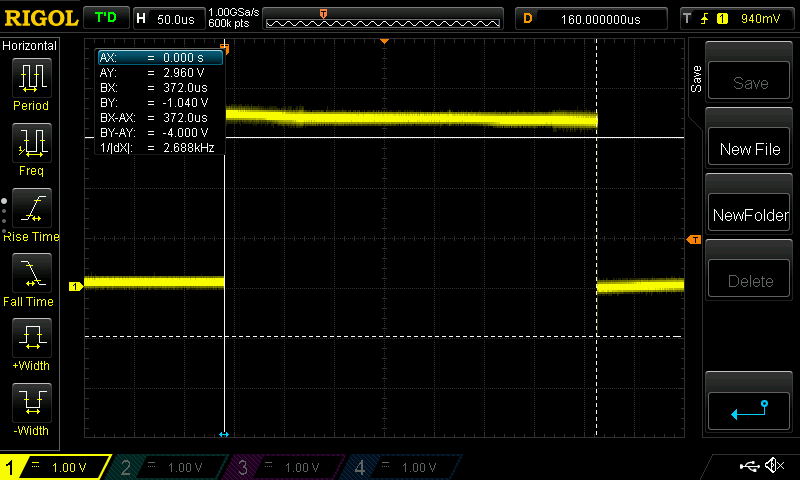 RIGOL T'D H 50.0us 1.00GSa/s 600k pts T D 160.000000us T 1 940mV
Horizontal
Period
Freq
Rise Time
Fall Time
+Width
-Width
T
AX: = 0.000 s
AY: = 2.960 V
BX: = 372.0us
BY: = -1.040 V
BX-AX: = 372.0us
BY-AY: = -4.000 V
1/|dX|: = 2.688kHz
1
T
Save
Save
New File
NewFolder
Delete
1 = 1.00 V 2 = 1.00 V 3 = 1.00 V 4 = 1.00 V